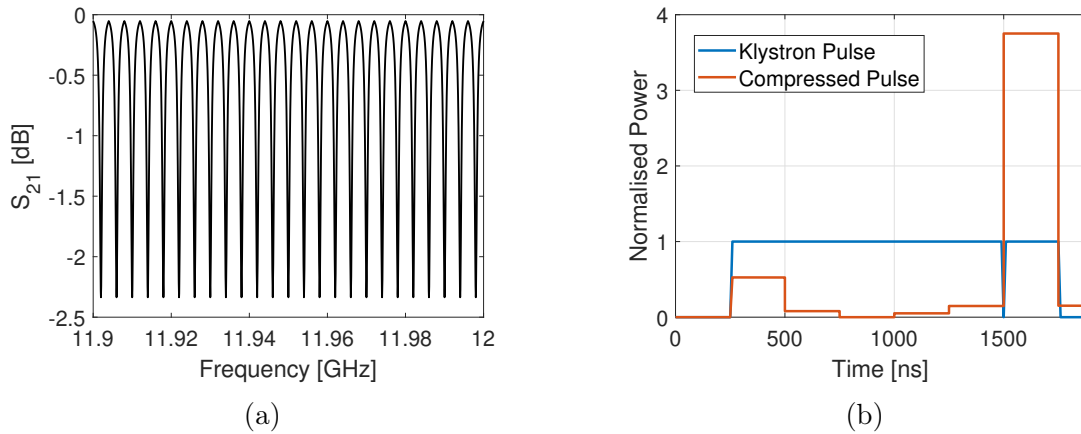 0
-0.5
-1
-1.5
-2
-2.5
S21 [dB]
11.9 11.92 11.94 11.96 11.98 12
Frequency [GHz]
(a)
4
3
2
1
0
Normalised Power
Klystron Pulse
Compressed Pulse
0 500 1000 1500
Time [ns]
(b)